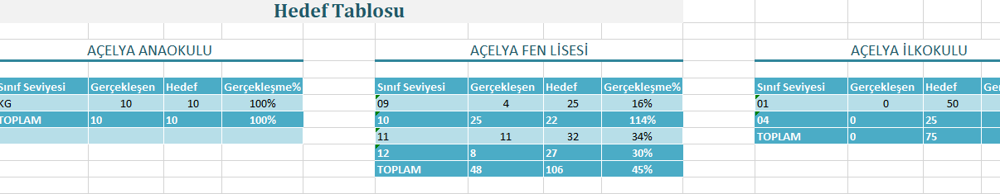 Hedef Tablosu
AÇELYA ANAOKULU AÇELYA FEN LİSESİ AÇELYA İLKOKULU
Sınıf Seviyesi Gerçekleşen Hedef Gerçekleşme% Sınıf Seviyesi Gerçekleşen Hedef Gerçekleşme% Sınıf Seviyesi Gerçekleşen Hedef Ger
KG 10 10 100% 09 4 25 16% 01 0 50
TOPLAM 10 10 100% 10 25 22 114% 04 0 25
11 11 32 34% TOPLAM 0 75
12 8 27 30%
TOPLAM 48 106 45%